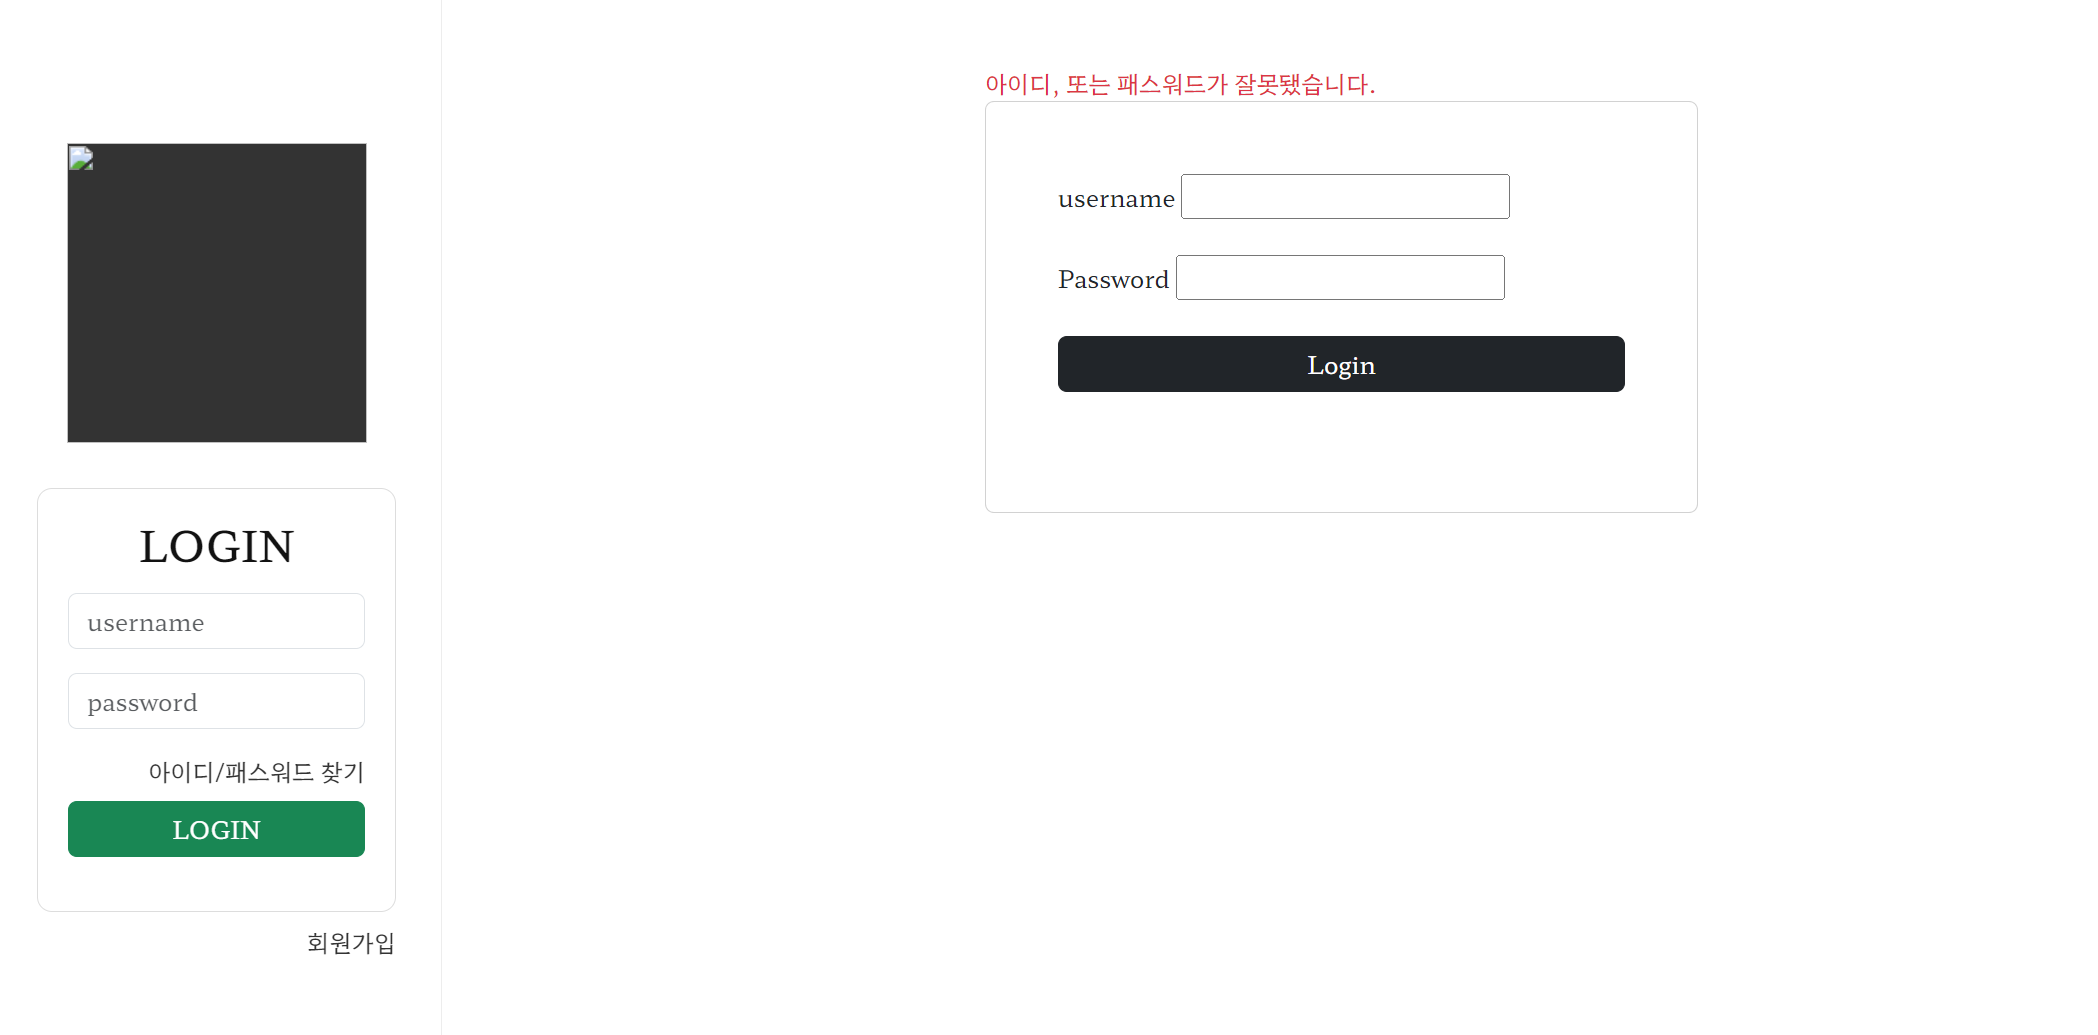 LOGIN
username
password
아이디/패스워드 찾기
LOGIN
회원가입
아이디, 또는 패스워드가 잘못됐습니다.
username
Password
Login